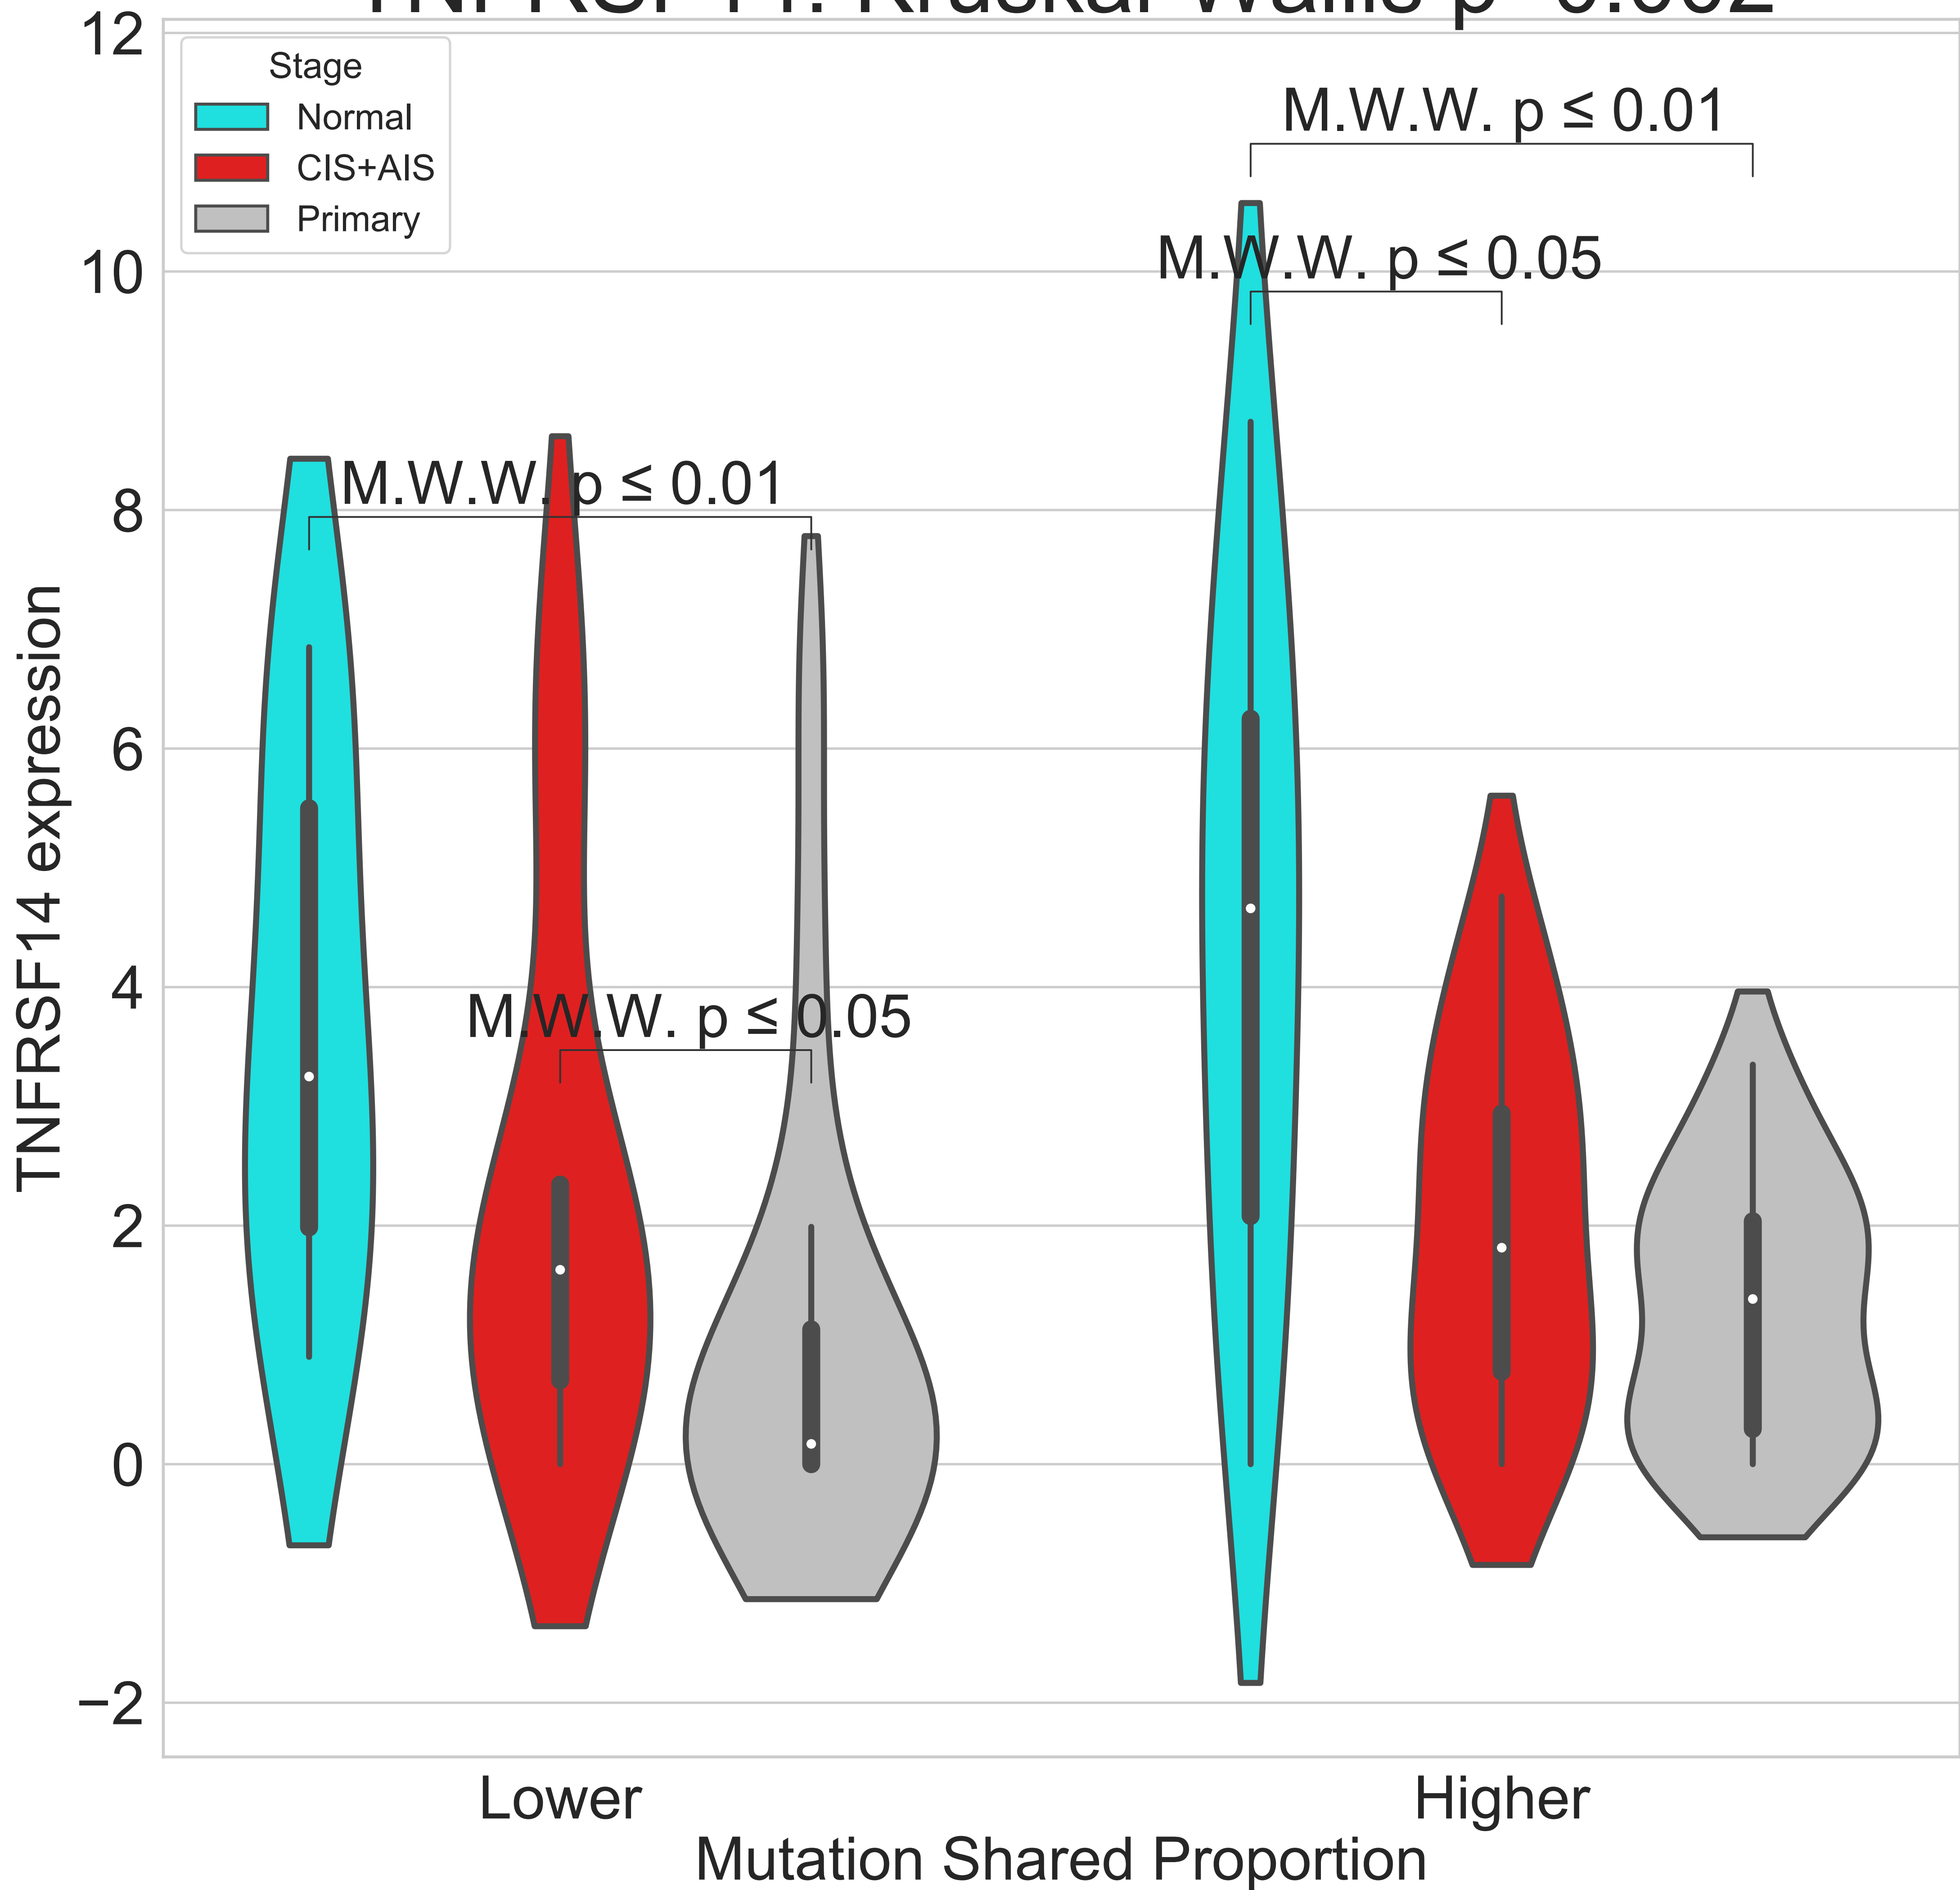 12
Stage
Normal
CIS+AIS
Primary
M.W.W. p ≤ 0.01
10
M.W.W. p ≤ 0.05
8
M.W.W. p ≤ 0.01
6
TNFRSF14 expression
4
M.W.W. p ≤ 0.05
2
0
−2
Lower
Higher
Mutation Shared Proportion